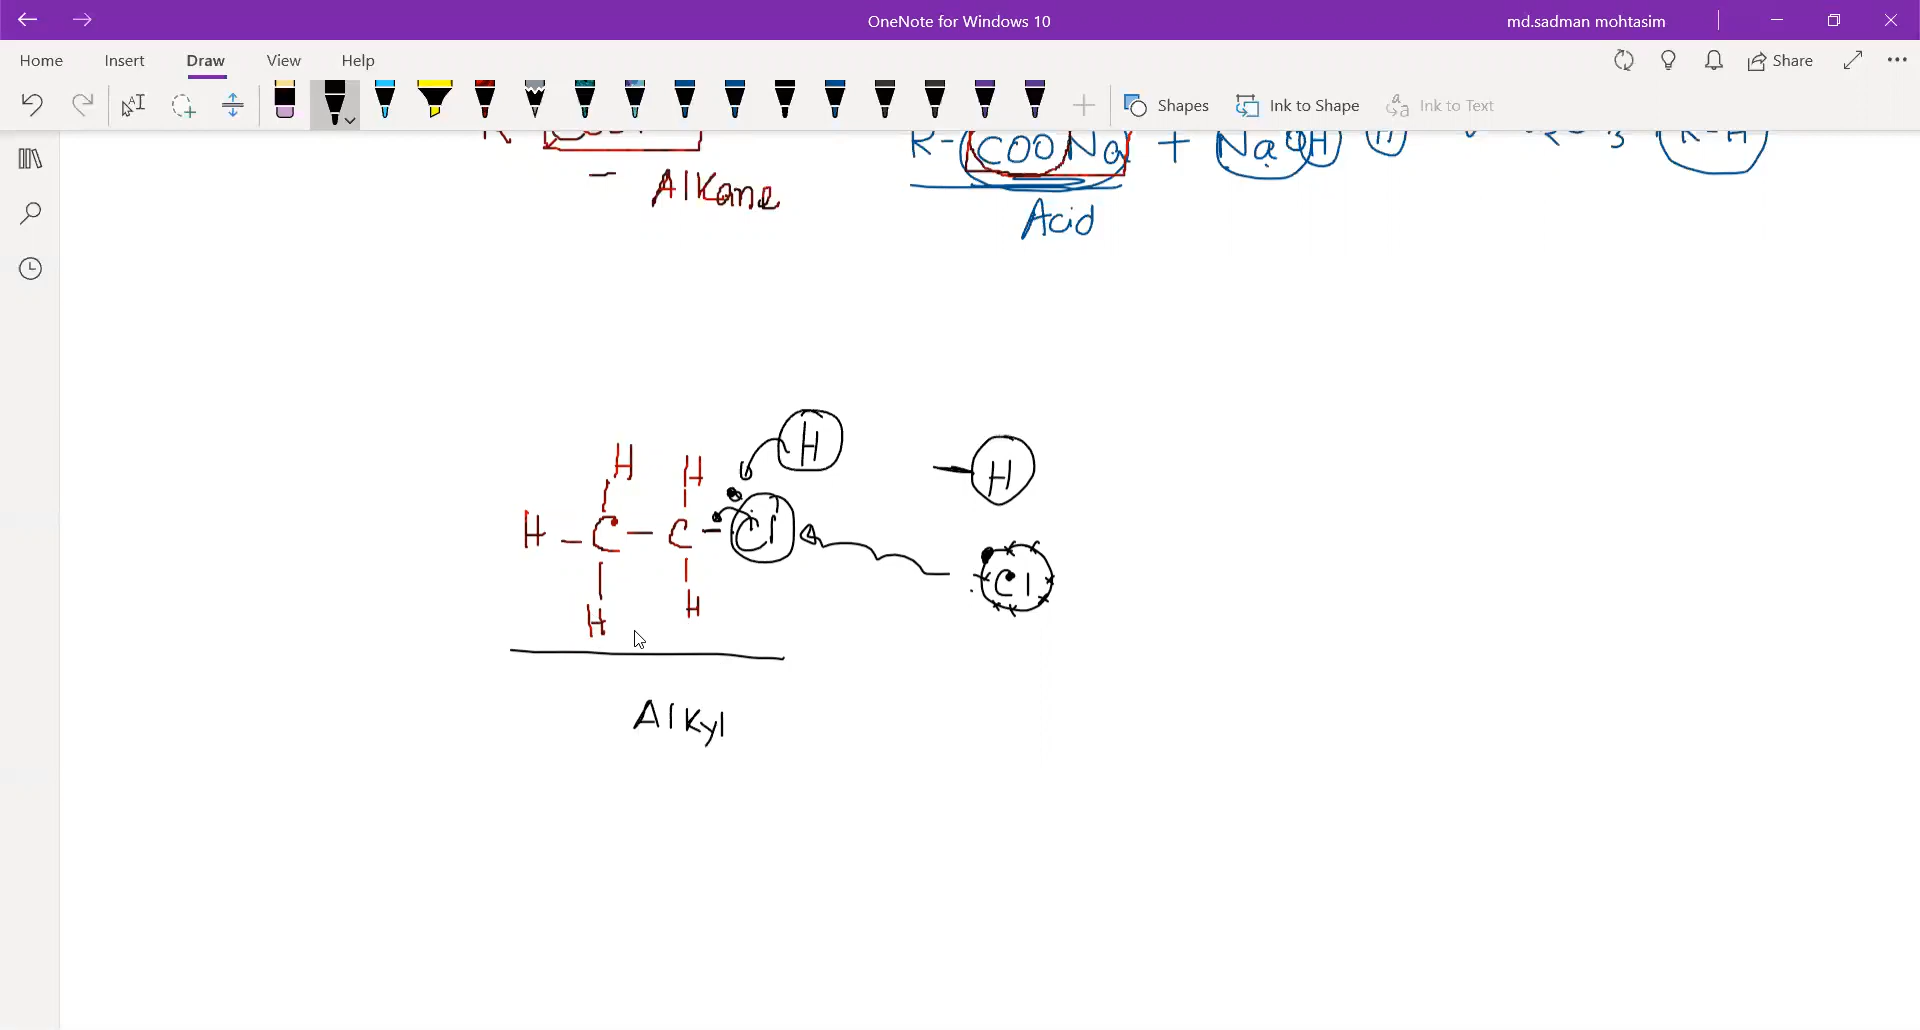 OneNote for Windows 10
md.sadman mohtasim
Home Insert Draw View Help
Share
Shapes Ink to Shape Ink to Text
R-COONa + NaOH
R-H
Alkane
Acid
H
H H H
H - C - C - Cl
Cl
H H
Alkyl